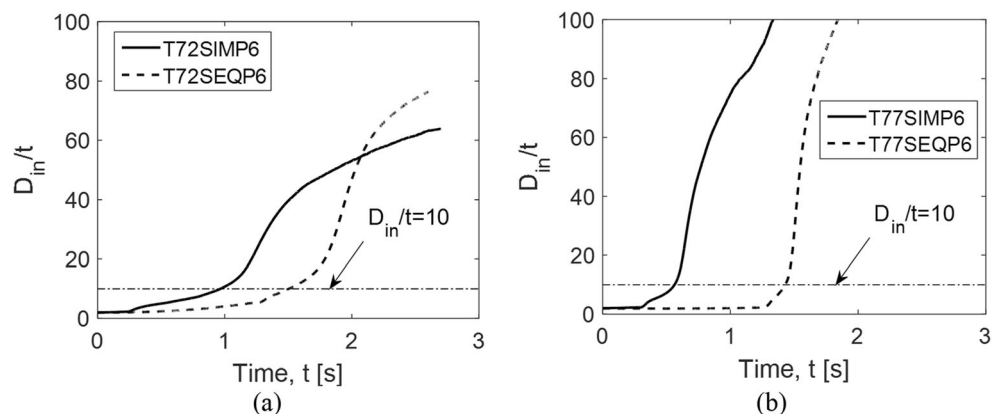 100
80
60
40
20
0
D_in/t
T72SIMP6
T72SEQP6
D_in/t=10
0 1 2 3
Time, t [s]
(a)
100
80
60
40
20
0
D_in/t
T77SIMP6
T77SEQP6
D_in/t=10
0 1 2 3
Time, t [s]
(b)